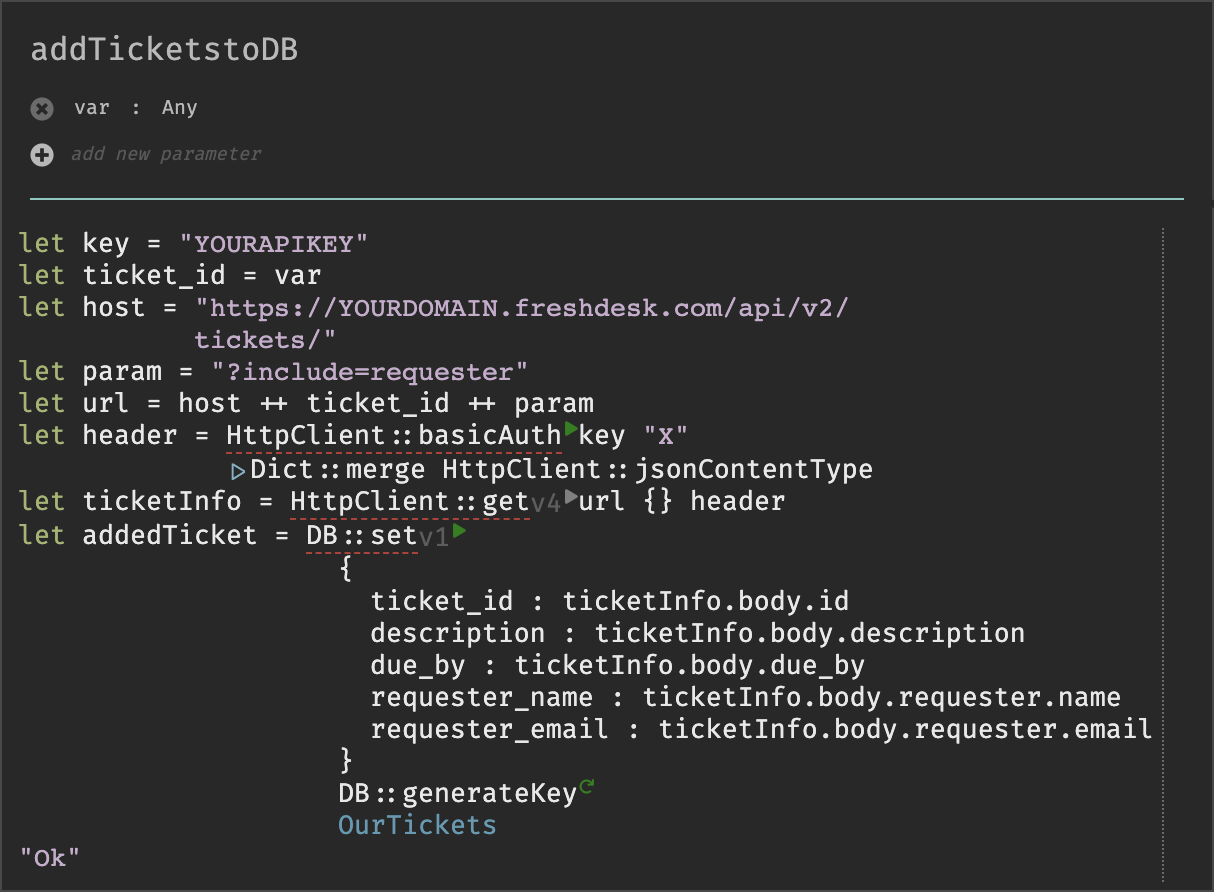 addTicketstoDB
var : Any
add new parameter
let key = "YOURAPIKEY"
let ticket_id = var
let host = "https://YOURDOMAIN.freshdesk.com/api/v2/
tickets/"
let param = "?include=requester"
let url = host ++ ticket_id ++ param
let header = HttpClient::basicAuth key "X"
Dict::merge HttpClient::jsonContentType
let ticketInfo = HttpClient::getv4 url {} header
let addedTicket = DB::setv1
{
ticket_id : ticketInfo.body.id
description : ticketInfo.body.description
due_by : ticketInfo.body.due_by
requester_name : ticketInfo.body.requester.name
requester_email : ticketInfo.body.requester.email
}
DB::generateKey
OurTickets
"Ok"